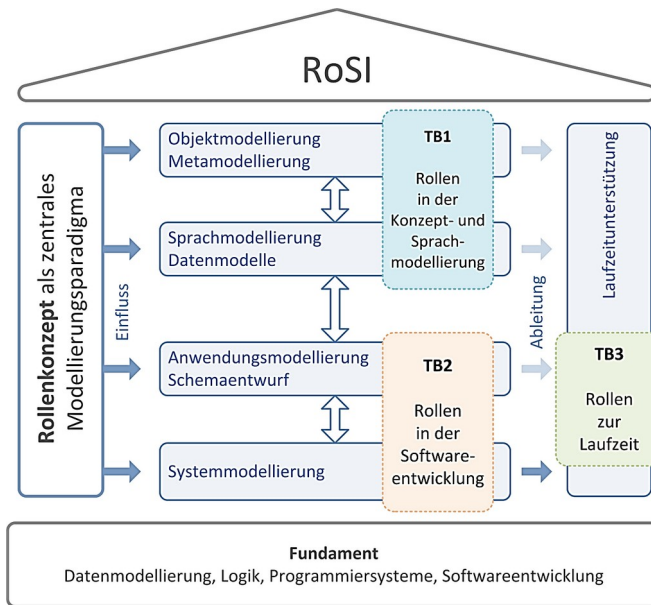 RoSI
Rollenkonzept als zentrales
Modellierungsparadigma
Einfluss
Objektmodellierung
Metamodellierung
Sprachmodellierung
Datenmodelle
Anwendungsmodellierung
Schemaentwurf
Systemmodellierung
TB1
Rollen
in der
Konzept- und
Sprach-
modellierung
TB2
Rollen
in der
Software-
entwicklung
Ableitung
Laufzeitunterstützung
TB3
Rollen
zur
Laufzeit
Fundament
Datenmodellierung, Logik, Programmiersysteme, Softwareentwicklung